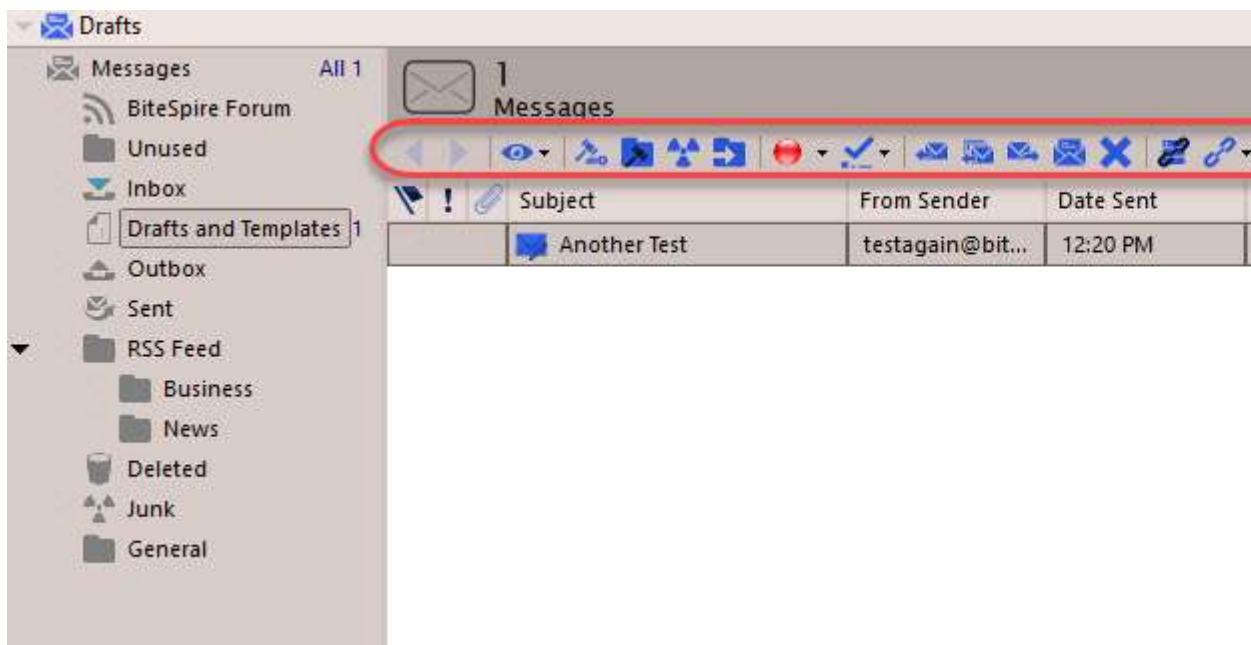 Drafts
Messages All 1
BiteSpire Forum
Unused
Inbox
Drafts and Templates 1
Outbox
Sent
RSS Feed
Business
News
Deleted
Junk
General
1
Messages
! Subject From Sender Date Sent
Another Test testagain@bit... 12:20 PM